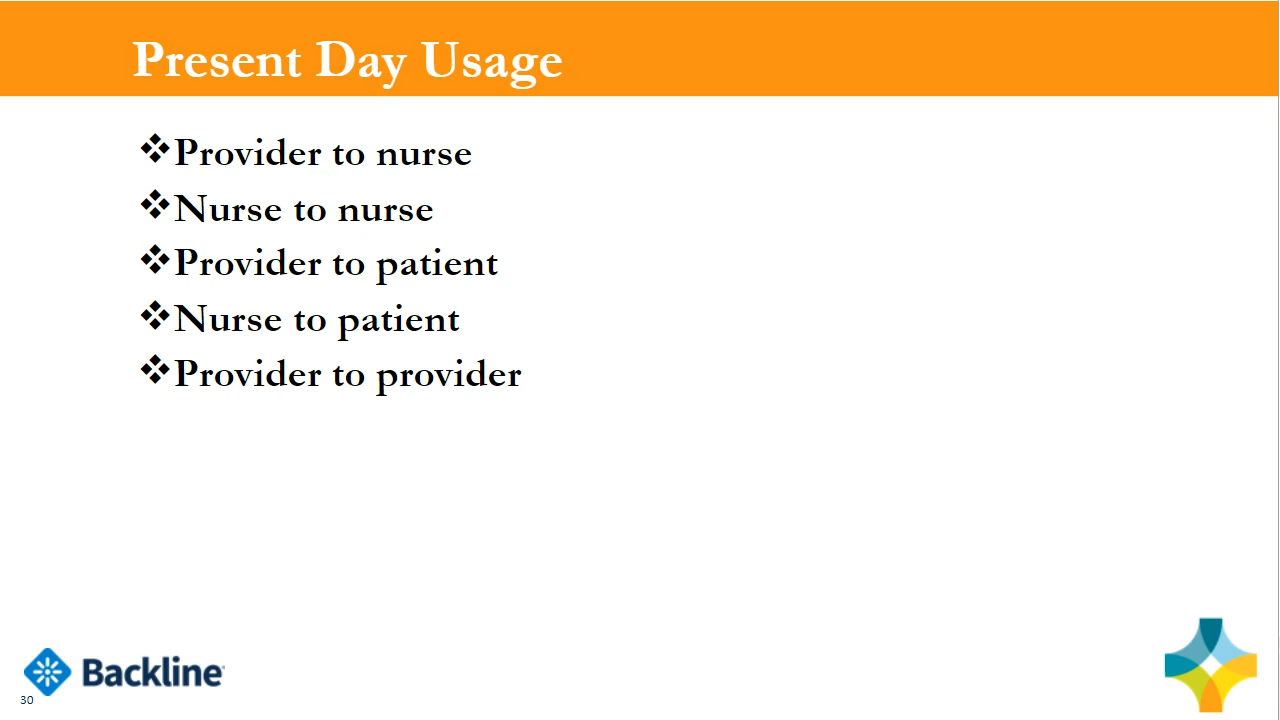 Present Day Usage
❖Provider to nurse
❖Nurse to nurse
❖Provider to patient
❖Nurse to patient
❖Provider to provider
Backline
30